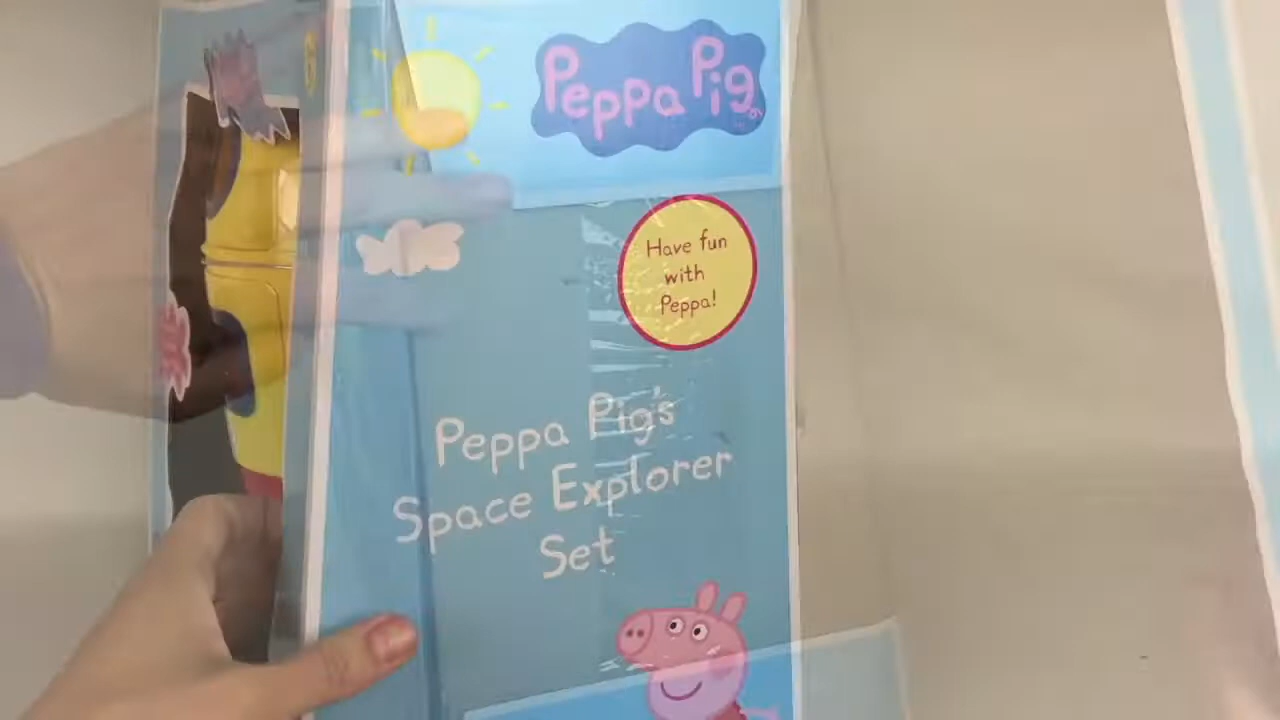 Peppa Pig
Have fun
with
Peppa!
Peppa Pig's
Space Explorer
Set